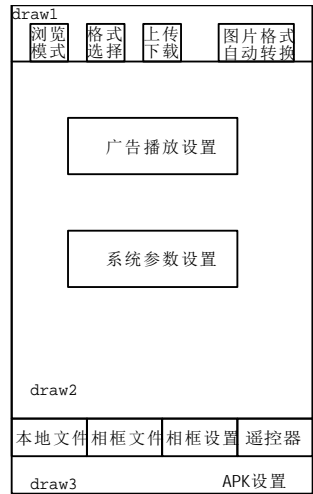 draw1
浏览模式 格式选择 上传下载 图片格式自动转换
广告播放设置
系统参数设置
draw2
本地文件 相框文件 相框设置 遥控器
draw3 APK设置